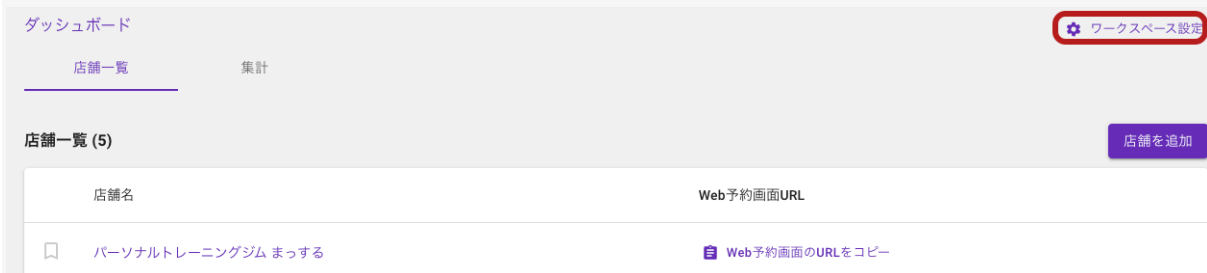 ダッシュボード
ワークスペース設定
店舗一覧
集計
店舗一覧 (5)
店舗を追加
店舗名
Web予約画面URL
パーソナルトレーニングジム まっする
Web予約画面のURLをコピー